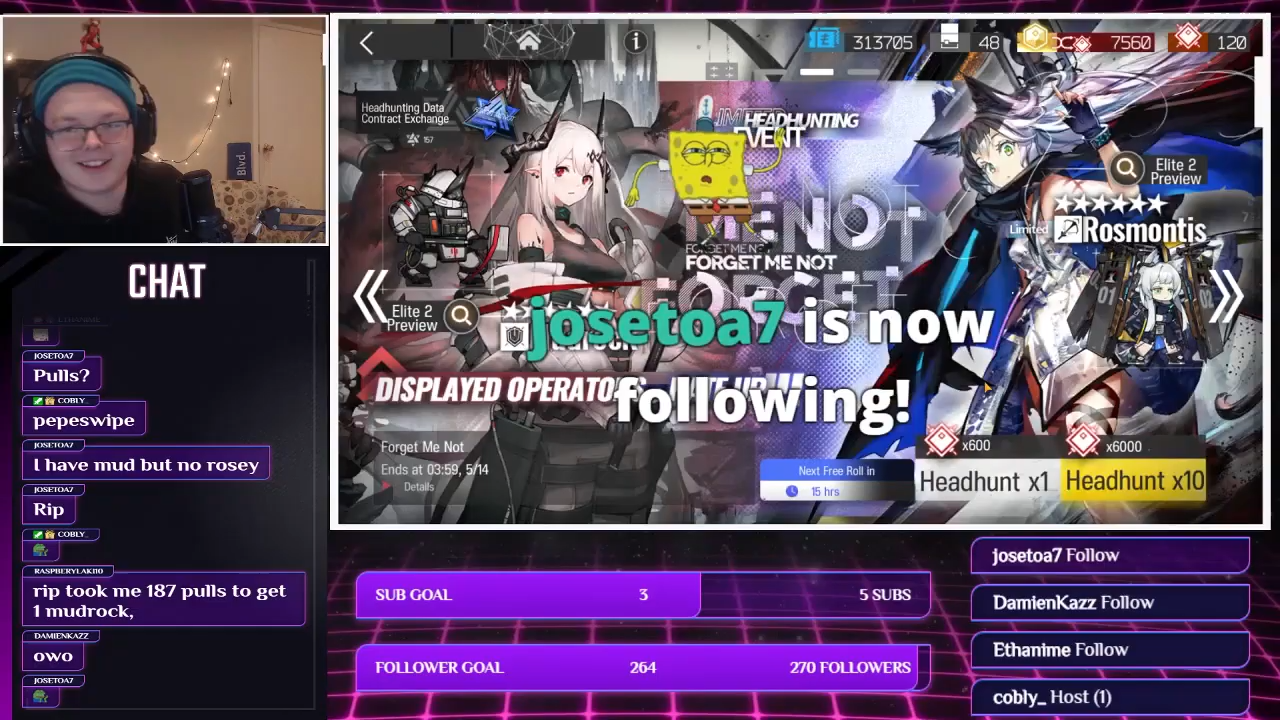 Blvd.
CHAT
JOSETOA7
Pulls?
COBLY_
pepeswipe
JOSETOA7
I have mud but no rosey
JOSETOA7
Rip
COBLY_
RASPBERYLAKI10
rip took me 187 pulls to get
1 mudrock,
DAMIENKAZZ
owo
JOSETOA7
313705
48
7560
120
Headhunting Data
Contract Exchange
157
HEADHUNTING
EVENT
Elite 2
Preview
Limited
Rosmontis
FORGET ME NOT
01
02
Elite 2
Preview
josetoa7 is now
following!
DISPLAYED OPERATO
Forget Me Not
Ends at 03:59, 5/14
Details
Next Free Roll in
15 hrs
x600
Headhunt x1
x6000
Headhunt x10
SUB GOAL 3 5 SUBS
FOLLOWER GOAL 264 270 FOLLOWERS
josetoa7 Follow
DamienKazz Follow
Ethanime Follow
cobly_ Host (1)